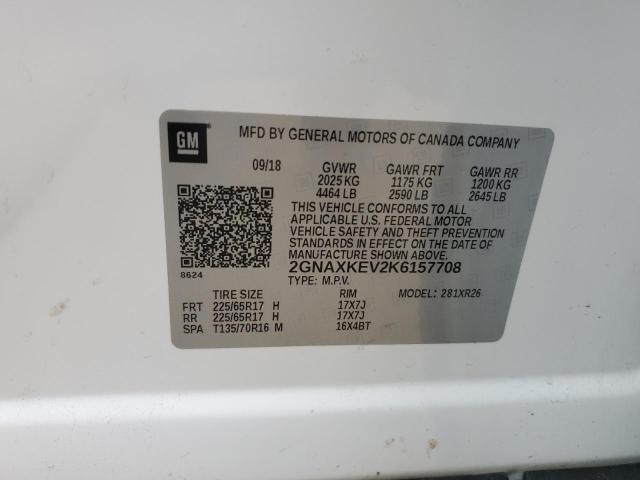 GM
MFD BY GENERAL MOTORS OF CANADA COMPANY
09/18 GVWR GAWR FRT GAWR RR
2025 KG 1175 KG 1200 KG
4464 LB 2590 LB 2645 LB
THIS VEHICLE CONFORMS TO ALL
APPLICABLE U.S. FEDERAL MOTOR
VEHICLE SAFETY AND THEFT PREVENTION
STANDARDS IN EFFECT ON THE DATE OF
MANUFACTURE SHOWN ABOVE.
8624 2GNAXKEV2K6157708
TYPE: M.P.V.
TIRE SIZE RIM MODEL: 281XR26
FRT 225/65R17 H 17X7J
RR 225/65R17 H 17X7J
SPA T135/70R16 M 16X4BT